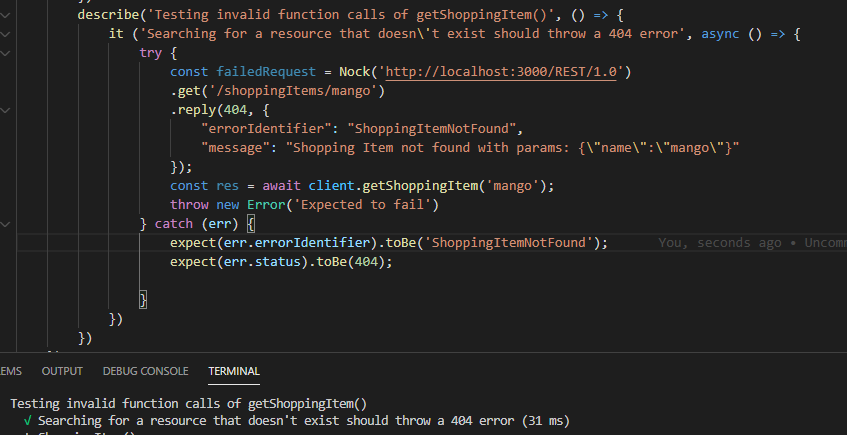 describe('Testing invalid function calls of getShoppingItem()', () => {
it ('Searching for a resource that doesn\'t exist should throw a 404 error', async () => {
try {
const failedRequest = Nock('http://localhost:3000/REST/1.0')
.get('/shoppingItems/mango')
.reply(404, {
"errorIdentifier": "ShoppingItemNotFound",
"message": "Shopping Item not found with params: {\"name\":\"mango\"}"
});
const res = await client.getShoppingItem('mango');
throw new Error('Expected to fail')
} catch (err) {
expect(err.errorIdentifier).toBe('ShoppingItemNotFound'); You, seconds ago • Uncomm
expect(err.status).toBe(404);
}
})
})
LEMS OUTPUT DEBUG CONSOLE TERMINAL
Testing invalid function calls of getShoppingItem()
√ Searching for a resource that doesn't exist should throw a 404 error (31 ms)